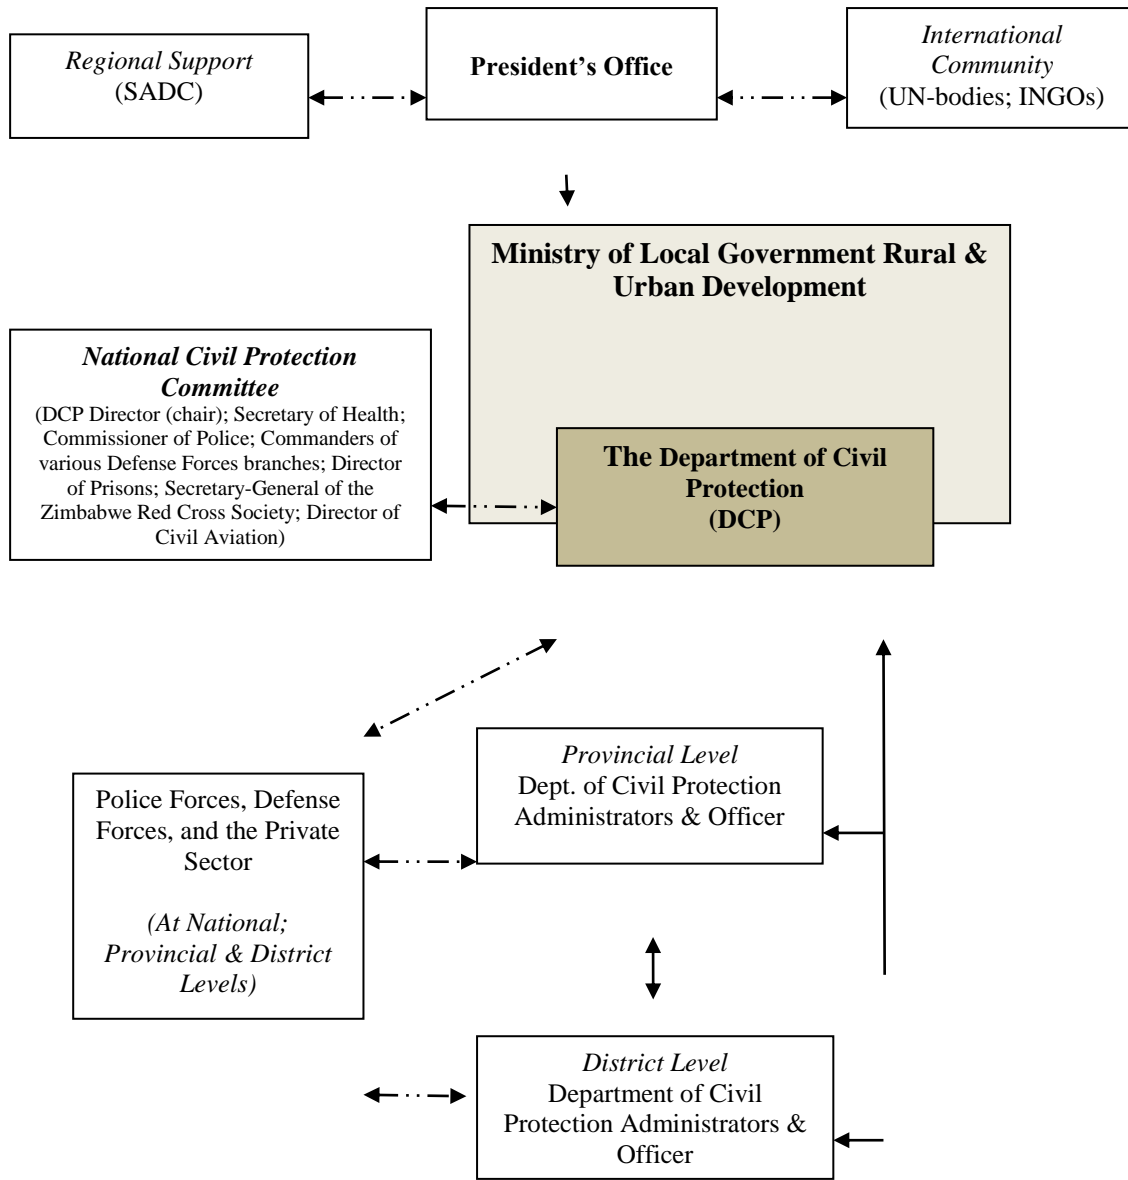 Regional Support
(SADC)
President's Office
International
Community
(UN-bodies; INGOs)
Ministry of Local Government Rural &
Urban Development
National Civil Protection
Committee
(DCP Director (chair); Secretary of Health;
Commissioner of Police; Commanders of
various Defense Forces branches; Director
of Prisons; Secretary-General of the
Zimbabwe Red Cross Society; Director of
Civil Aviation)
The Department of Civil
Protection
(DCP)
Provincial Level
Dept. of Civil Protection
Administrators & Officer
Police Forces, Defense
Forces, and the Private
Sector
(At National;
Provincial & District
Levels)
District Level
Department of Civil
Protection Administrators &
Officer